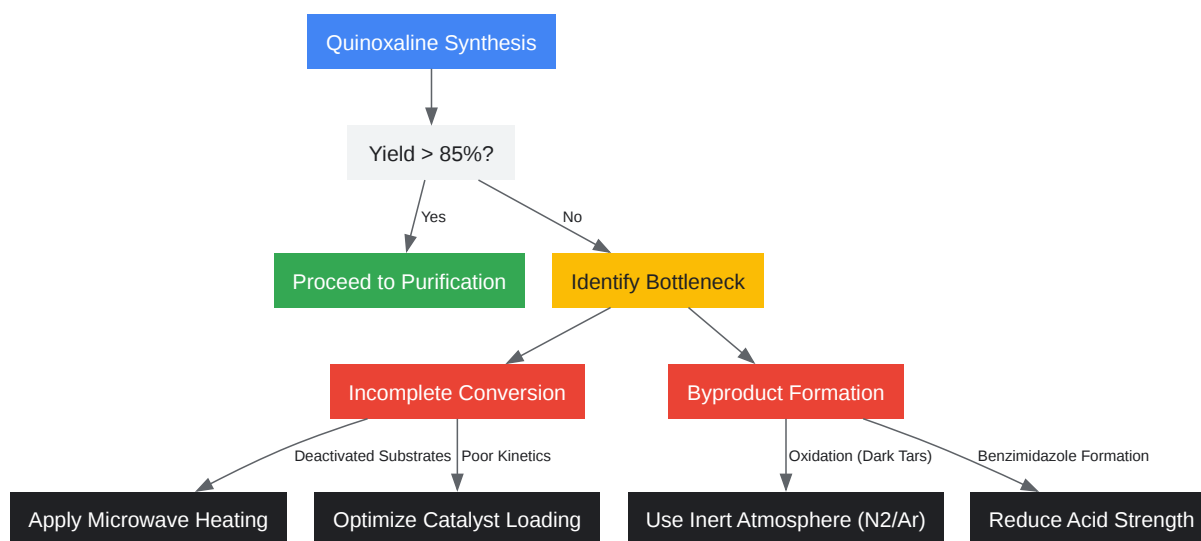 Quinoxaline Synthesis
Yield > 85%?
Yes
No
Proceed to Purification
Identify Bottleneck
Incomplete Conversion
Byproduct Formation
Deactivated Substrates
Poor Kinetics
Oxidation (Dark Tars)
Benzimidazole Formation
Apply Microwave Heating
Optimize Catalyst Loading
Use Inert Atmosphere (N2/Ar)
Reduce Acid Strength